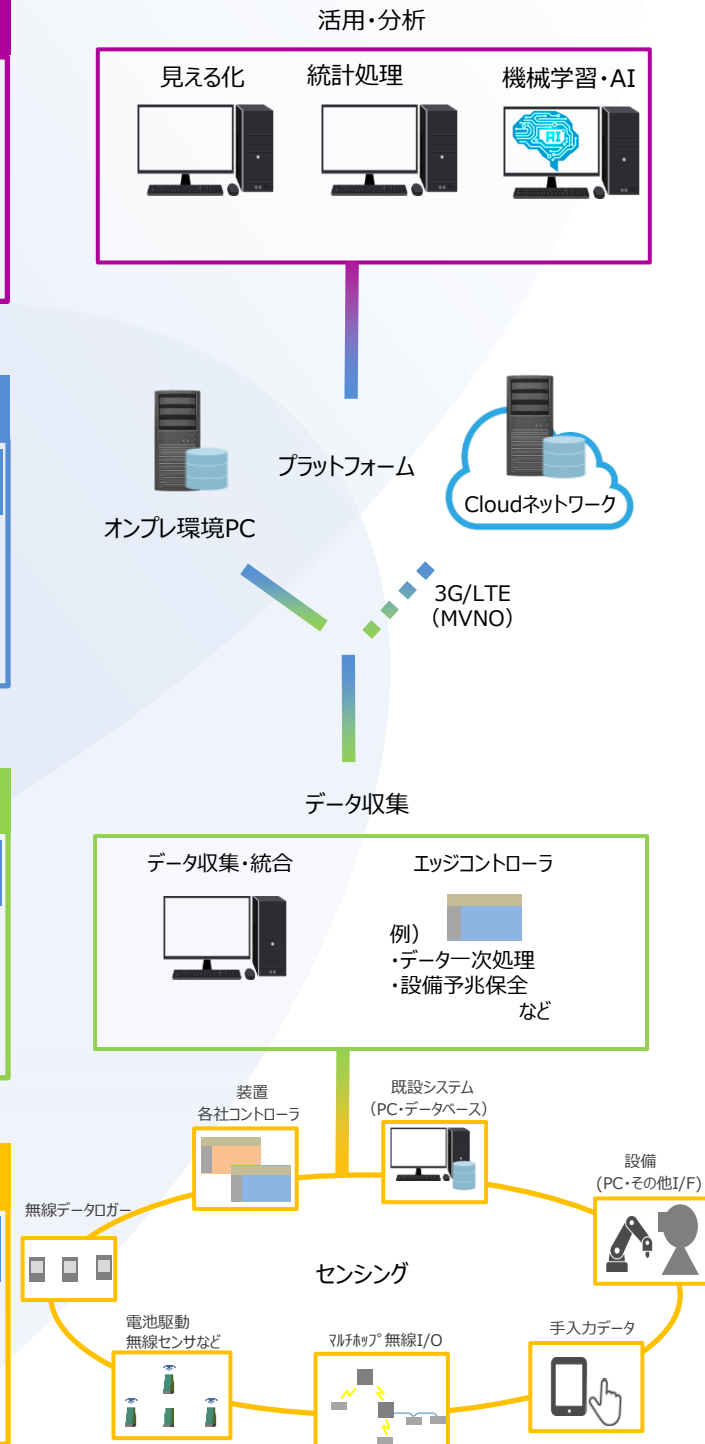 活用・分析
見える化
統計処理
機械学習・AI
AI
プラットフォーム
Cloudネットワーク
オンプレ環境PC
3G/LTE
（MVNO）
データ収集
データ収集・統合
エッジコントローラ
例）
・データ一次処理
・設備予兆保全
など
装置
各社コントローラ
既設システム
(PC・データベース)
設備
(PC・その他I/F)
無線データロガー
センシング
電池駆動
無線センサなど
ﾏﾙﾁﾎｯﾌﾟ無線I/O
手入力データ